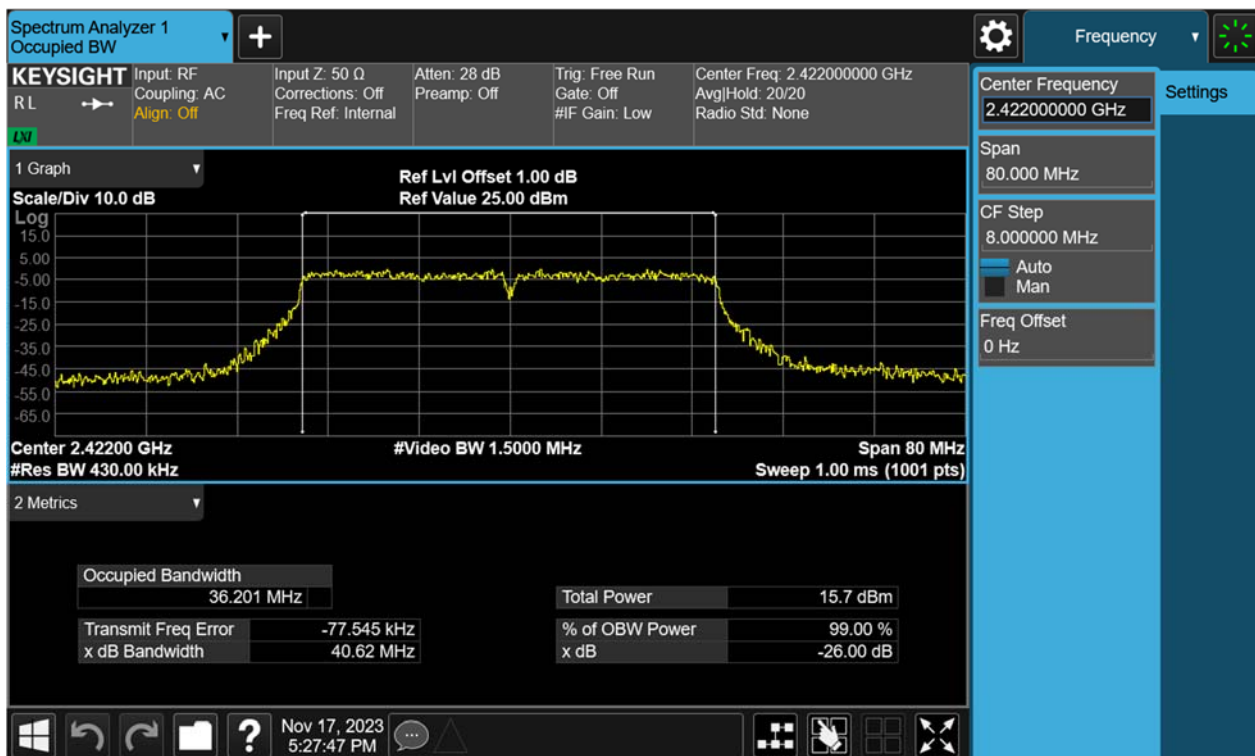 Spectrum Analyzer 1
Occupied BW
Frequency
KEYSIGHT
R L
LXI
Input: RF
Coupling: AC
Align: Off
Input Z: 50 Ω
Corrections: Off
Freq Ref: Internal
Atten: 28 dB
Preamp: Off
Trig: Free Run
Gate: Off
#IF Gain: Low
Center Freq: 2.422000000 GHz
Avg|Hold: 20/20
Radio Std: None
Center Frequency
2.422000000 GHz
Settings
Span
80.000 MHz
CF Step
8.000000 MHz
Auto
Man
Freq Offset
0 Hz
1 Graph
Scale/Div 10.0 dB
Ref Lvl Offset 1.00 dB
Ref Value 25.00 dBm
Log
15.0
5.00
-5.00
-15.0
-25.0
-35.0
-45.0
-55.0
-65.0
Center 2.42200 GHz
#Video BW 1.5000 MHz
Span 80 MHz
#Res BW 430.00 kHz
Sweep 1.00 ms (1001 pts)
2 Metrics
Occupied Bandwidth
36.201 MHz
Total Power 15.7 dBm
Transmit Freq Error -77.545 kHz
% of OBW Power 99.00 %
x dB Bandwidth 40.62 MHz
x dB -26.00 dB
?
Nov 17, 2023
5:27:47 PM